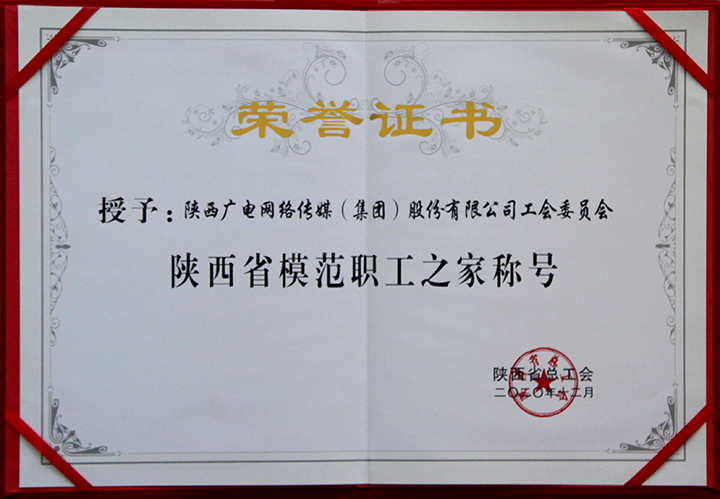 荣誉证书
授予：陕西广电网络传媒（集团）股份有限公司工会委员会
陕西省模范职工之家称号
陕西省总工会
二〇二〇年十二月